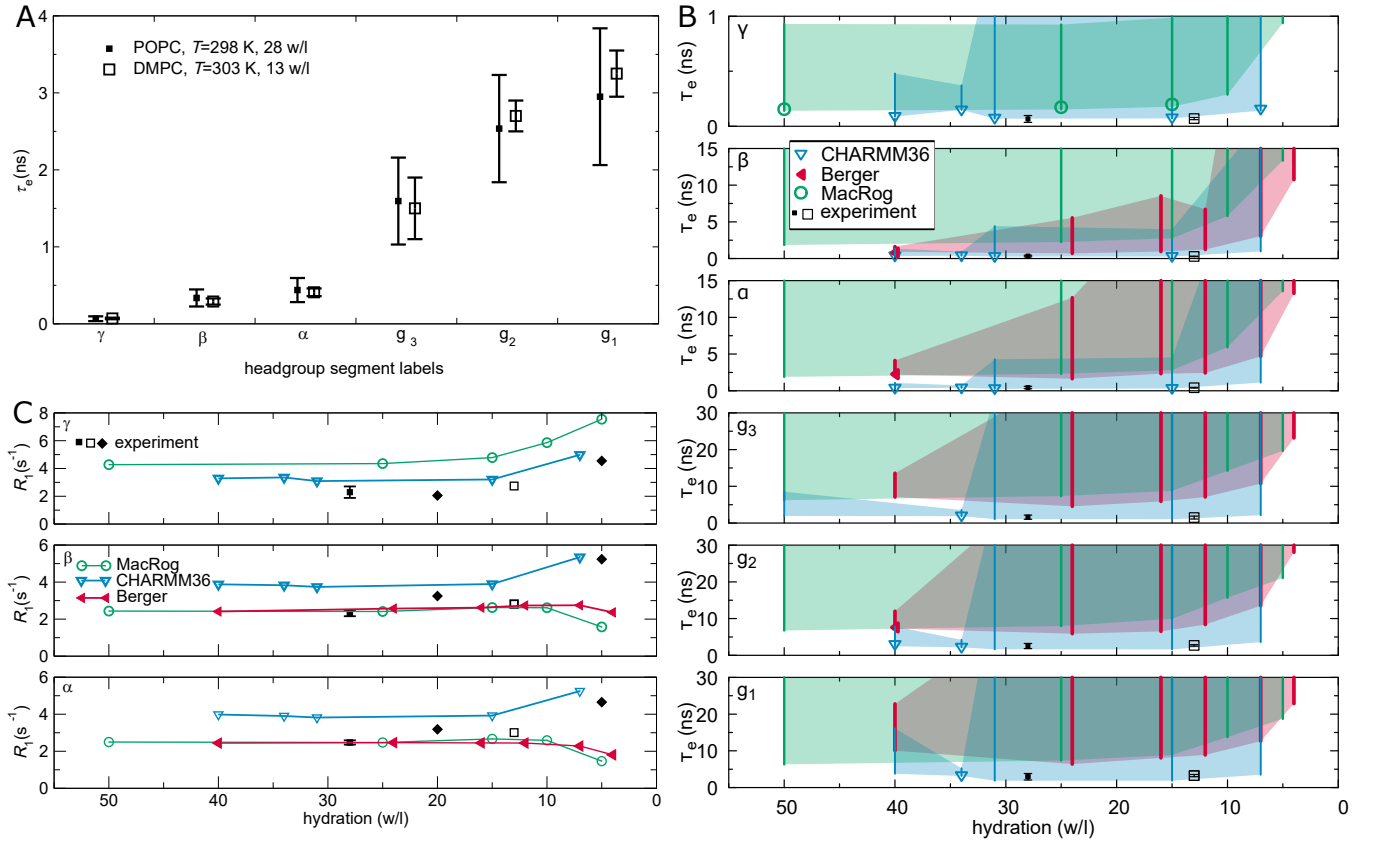 A
4
3
2
1
0
τe(ns)
POPC, T=298 K, 28 w/l
DMPC, T=303 K, 13 w/l
γ β α g3 g2 g1
headgroup segment labels
C
8
6
4
2
0
R1(s-1)
γ
experiment
6
4
2
0
R1(s-1)
β
MacRog
CHARMM36
Berger
6
4
2
0
R1(s-1)
α
50 40 30 20 10 0
hydration (w/l)
B
1
0
τe (ns)
γ
15
10
5
0
τe (ns)
β
CHARMM36
Berger
MacRog
experiment
15
10
5
0
τe (ns)
α
30
20
10
0
τe (ns)
g3
30
20
10
0
τe (ns)
g2
30
20
10
0
τe (ns)
g1
50 40 30 20 10 0
hydration (w/l)